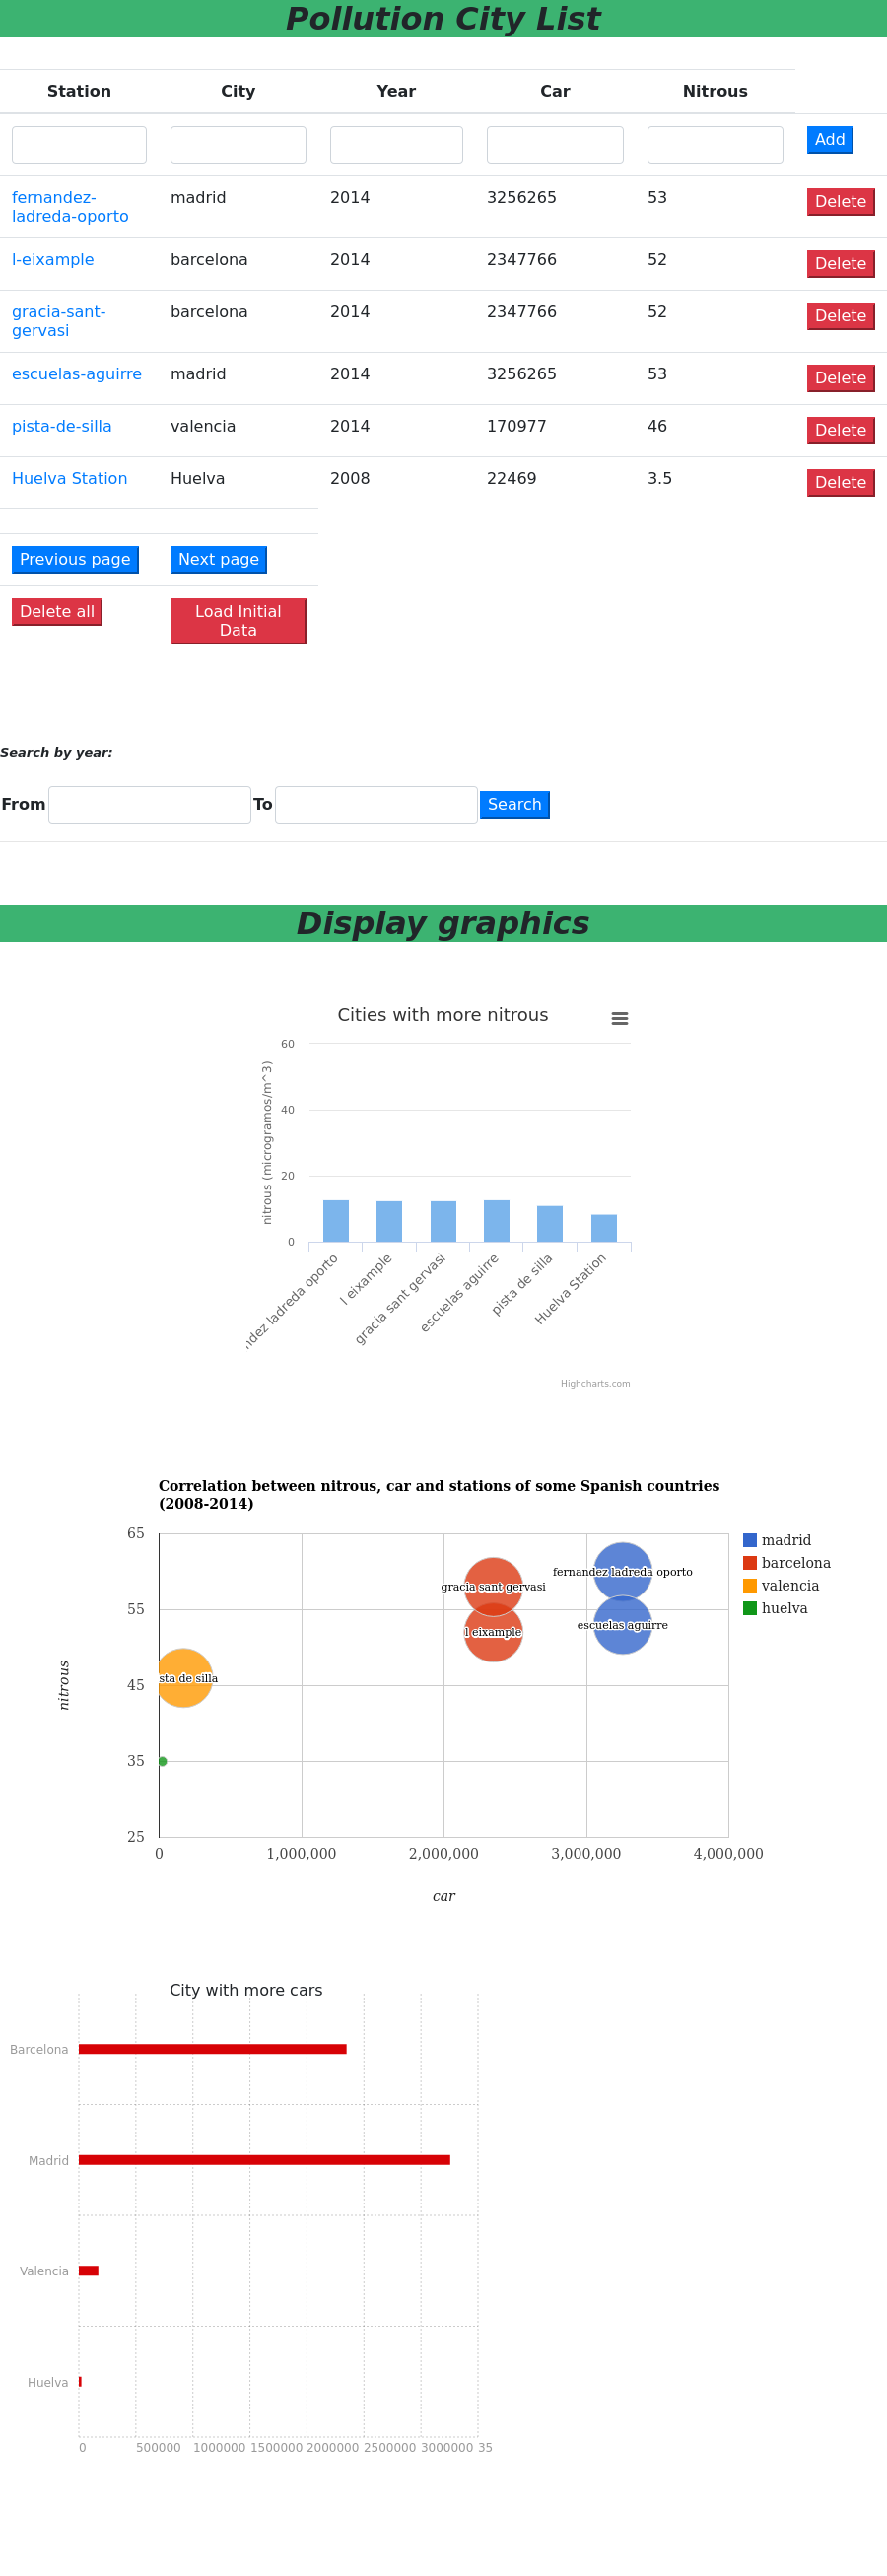 Pollution City List
Station City Year Car Nitrous
Add
fernandez-
ladreda-oporto
madrid 2014 3256265 53 Delete
l-eixample barcelona 2014 2347766 52 Delete
gracia-sant-
gervasi
barcelona 2014 2347766 52 Delete
escuelas-aguirre madrid 2014 3256265 53 Delete
pista-de-silla valencia 2014 170977 46 Delete
Huelva Station Huelva 2008 22469 3.5 Delete
Previous page Next page
Delete all Load Initial
Data
Search by year:
From To Search
Display graphics
Cities with more nitrous
nitrous (microgramos/m^3)
60
40
20
0
ndez ladreda oporto
l eixample
gracia sant gervasi
escuelas aguirre
pista de silla
Huelva Station
Highcharts.com
Correlation between nitrous, car and stations of some Spanish countries
(2008-2014)
65
55
45
35
25
nitrous
fernandez ladreda oporto
gracia sant gervasi
escuelas aguirre
l eixample
sta de silla
madrid
barcelona
valencia
huelva
0 1,000,000 2,000,000 3,000,000 4,000,000
car
City with more cars
Barcelona
Madrid
Valencia
Huelva
0 500000 1000000 1500000 2000000 2500000 3000000 35